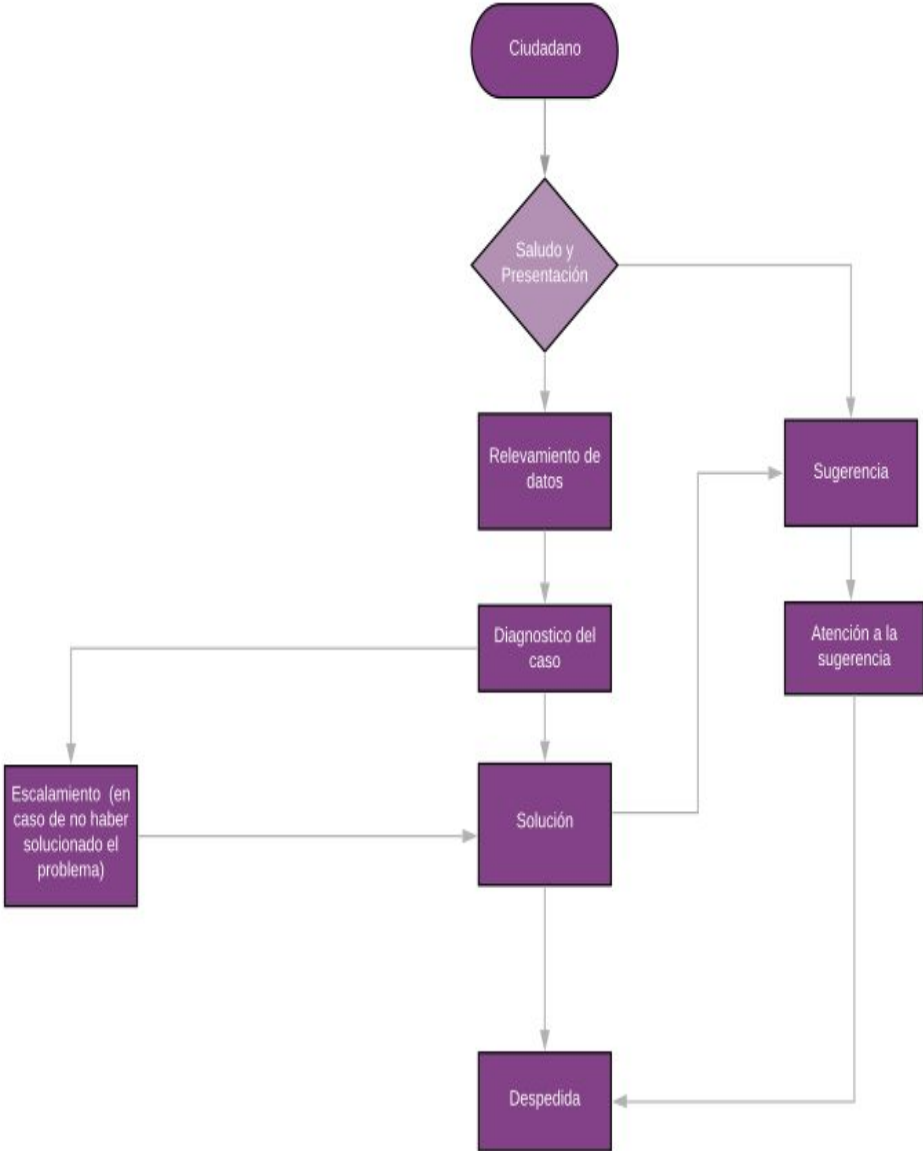 Ciudadano
Saludo y
Presentación
Relevamiento de
datos
Sugerencia
Diagnostico del
caso
Atención a la
sugerencia
Escalamiento (en
caso de no haber
solucionado el
problema)
Solución
Despedida